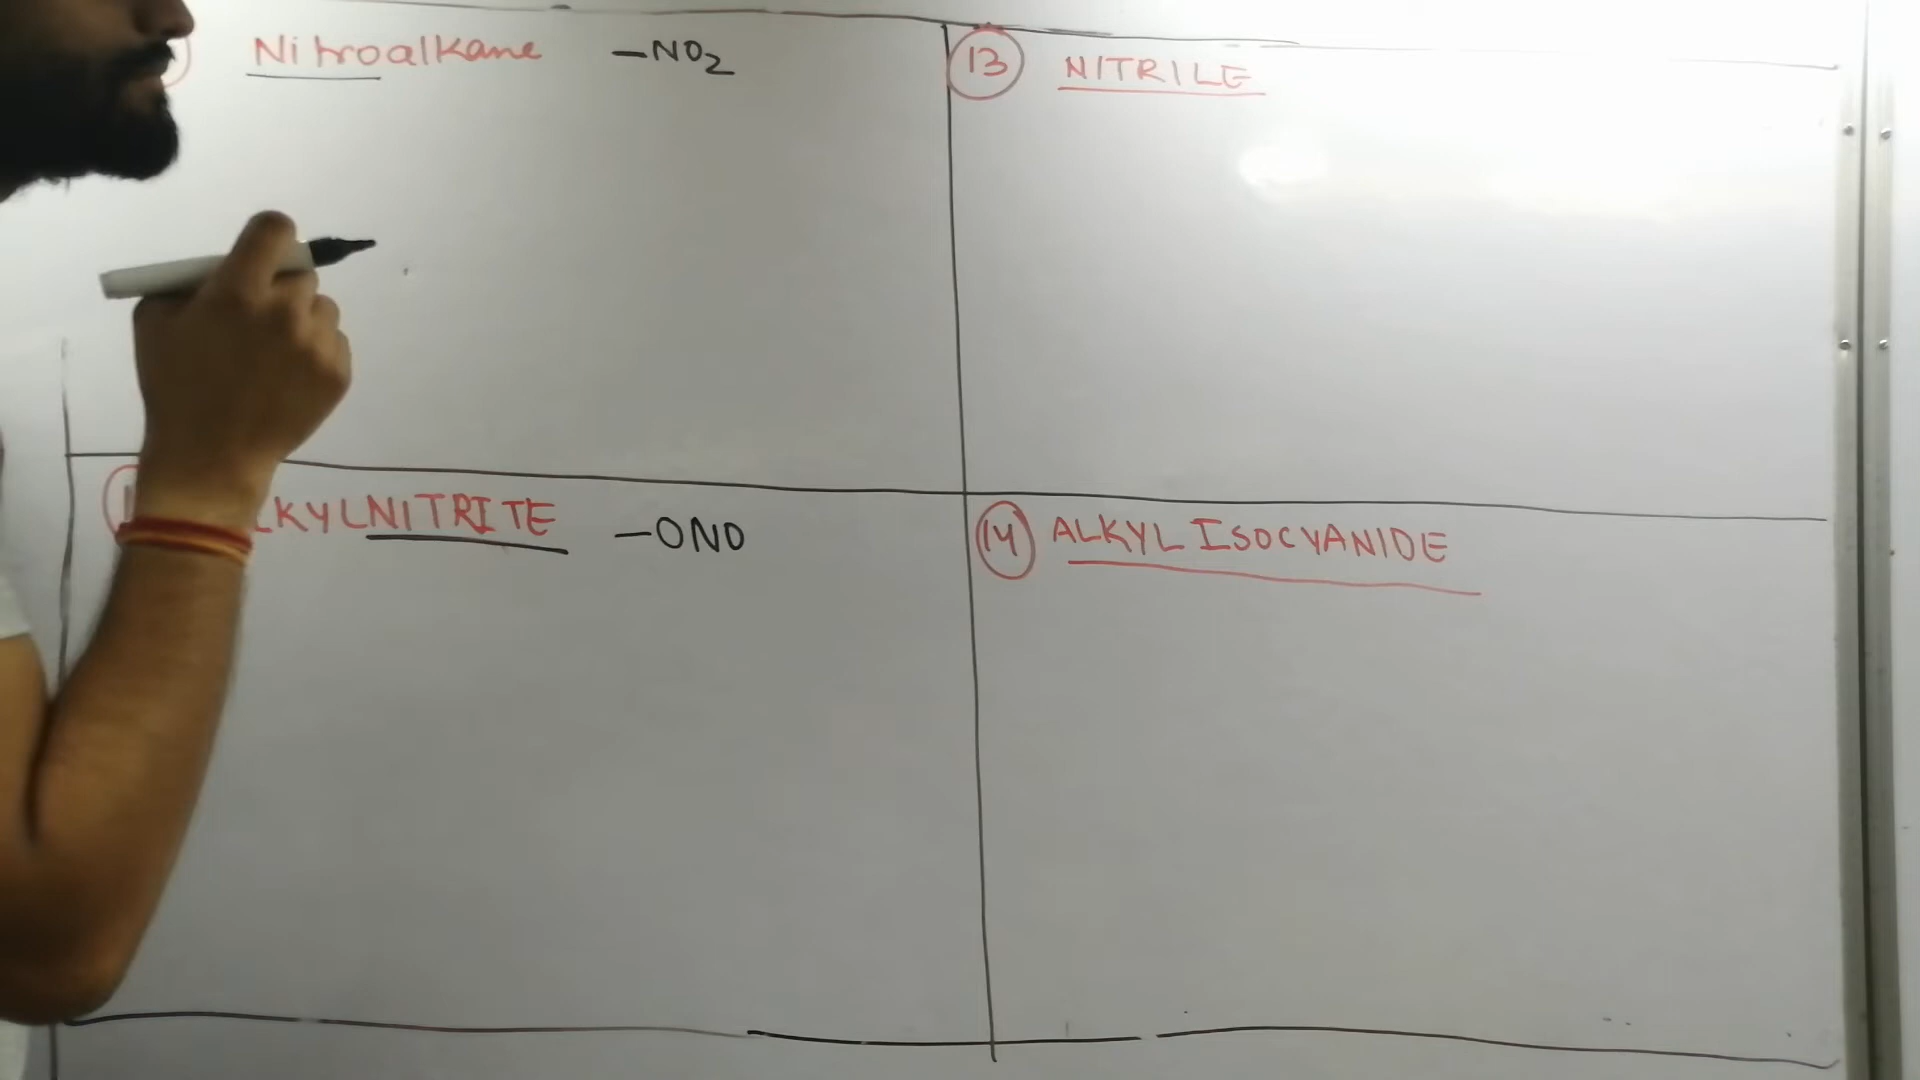 Nitroalkane -NO2
13 NITRILE
LKYLNITRITE -ONO
14 ALKYL ISOCYANIDE